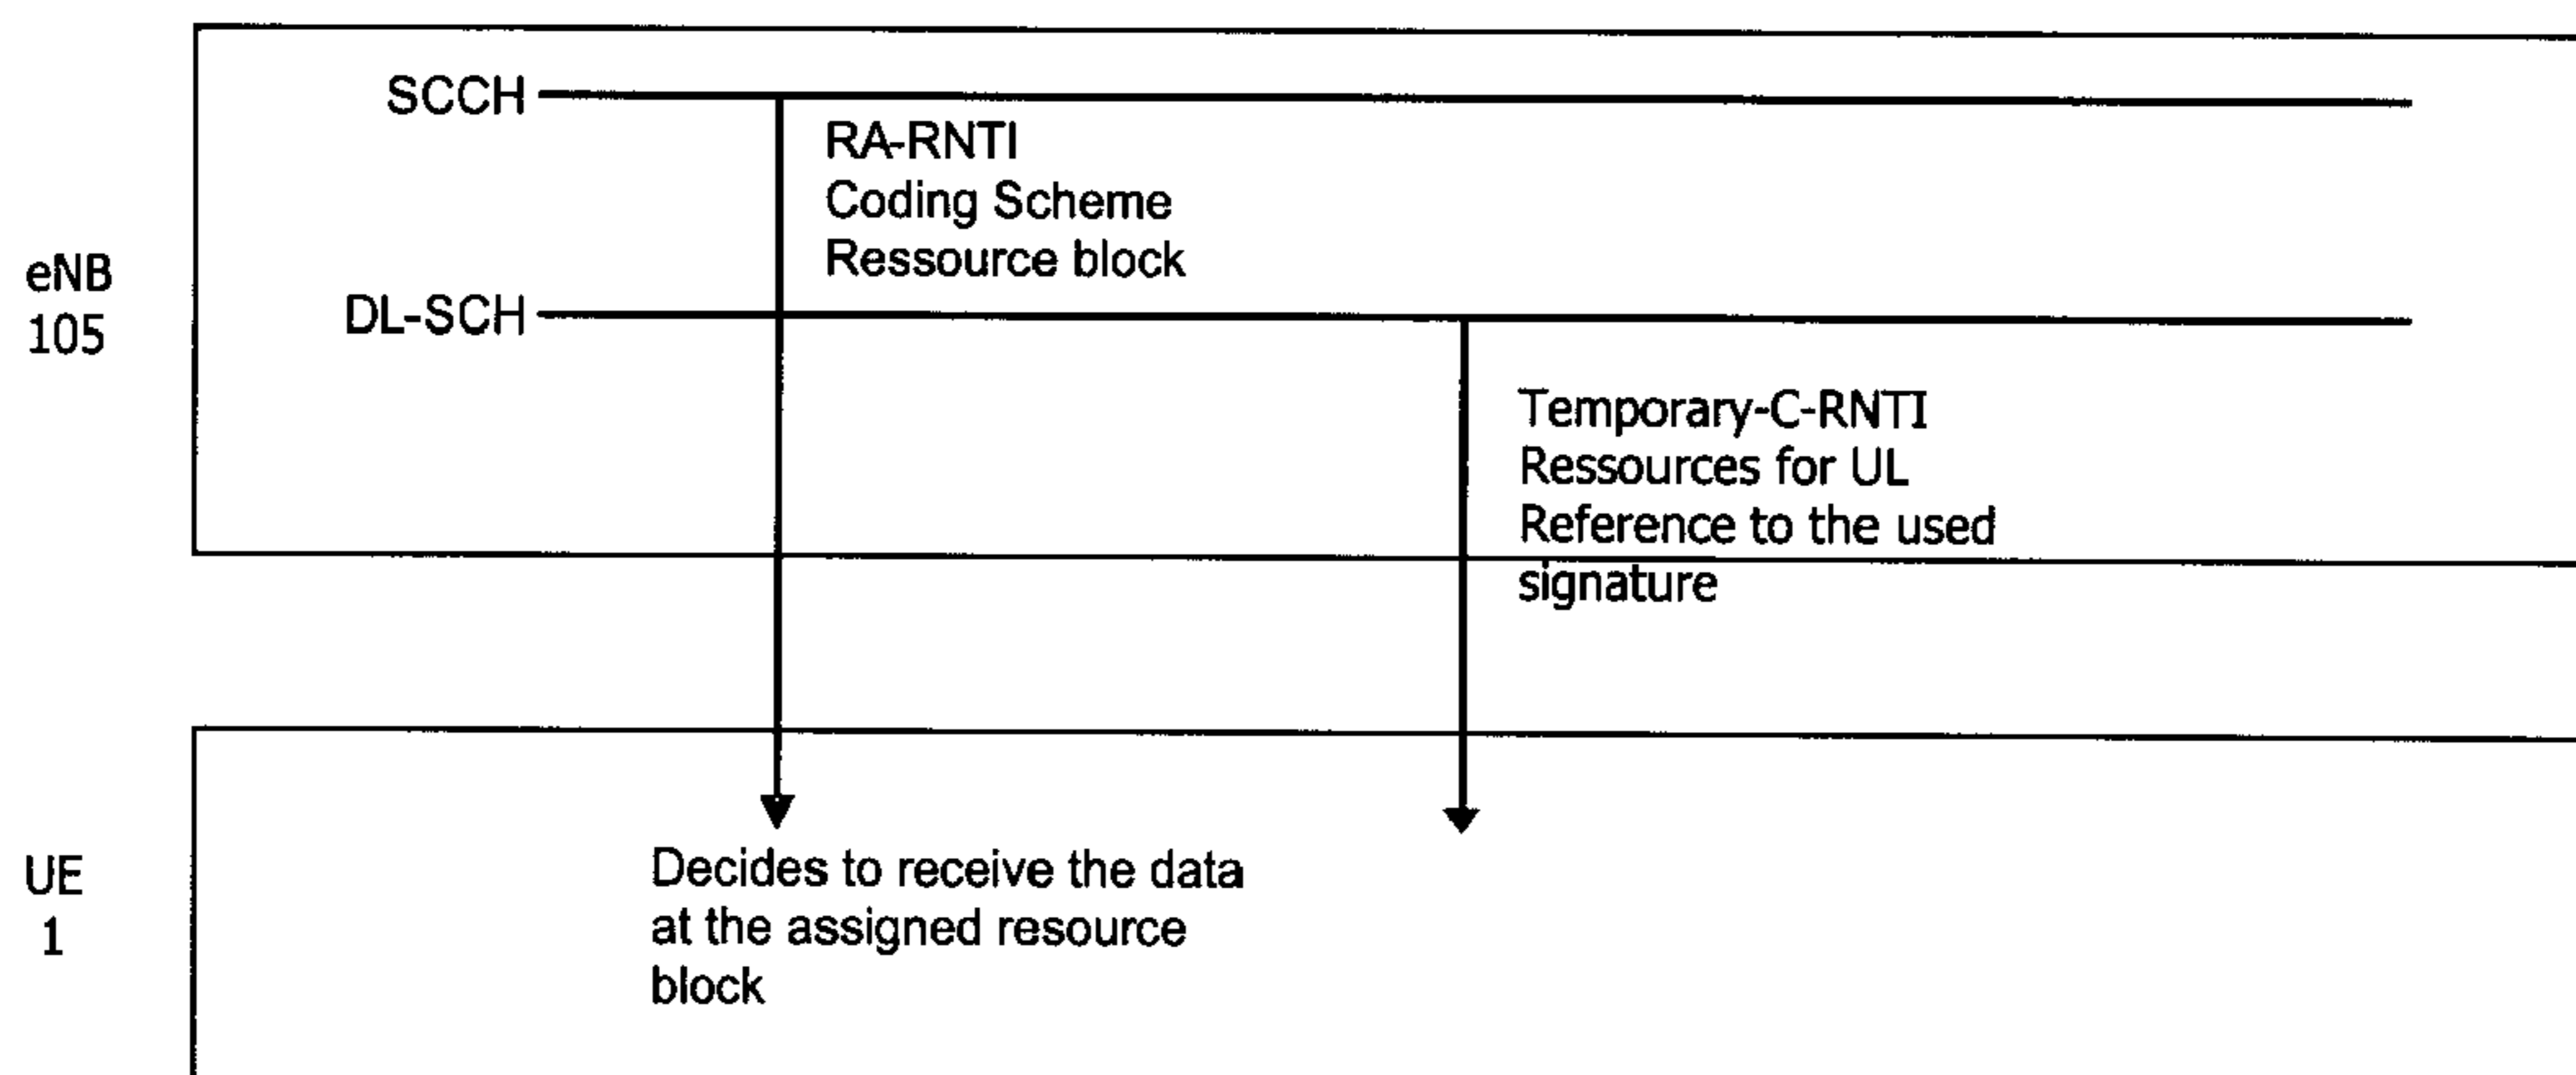 SCCH
RA-RNTI
Coding Scheme
Ressource block
eNB
105
DL-SCH
Temporary-C-RNTI
Ressources for UL
Reference to the used
signature
UE
1
Decides to receive the data
at the assigned resource
block